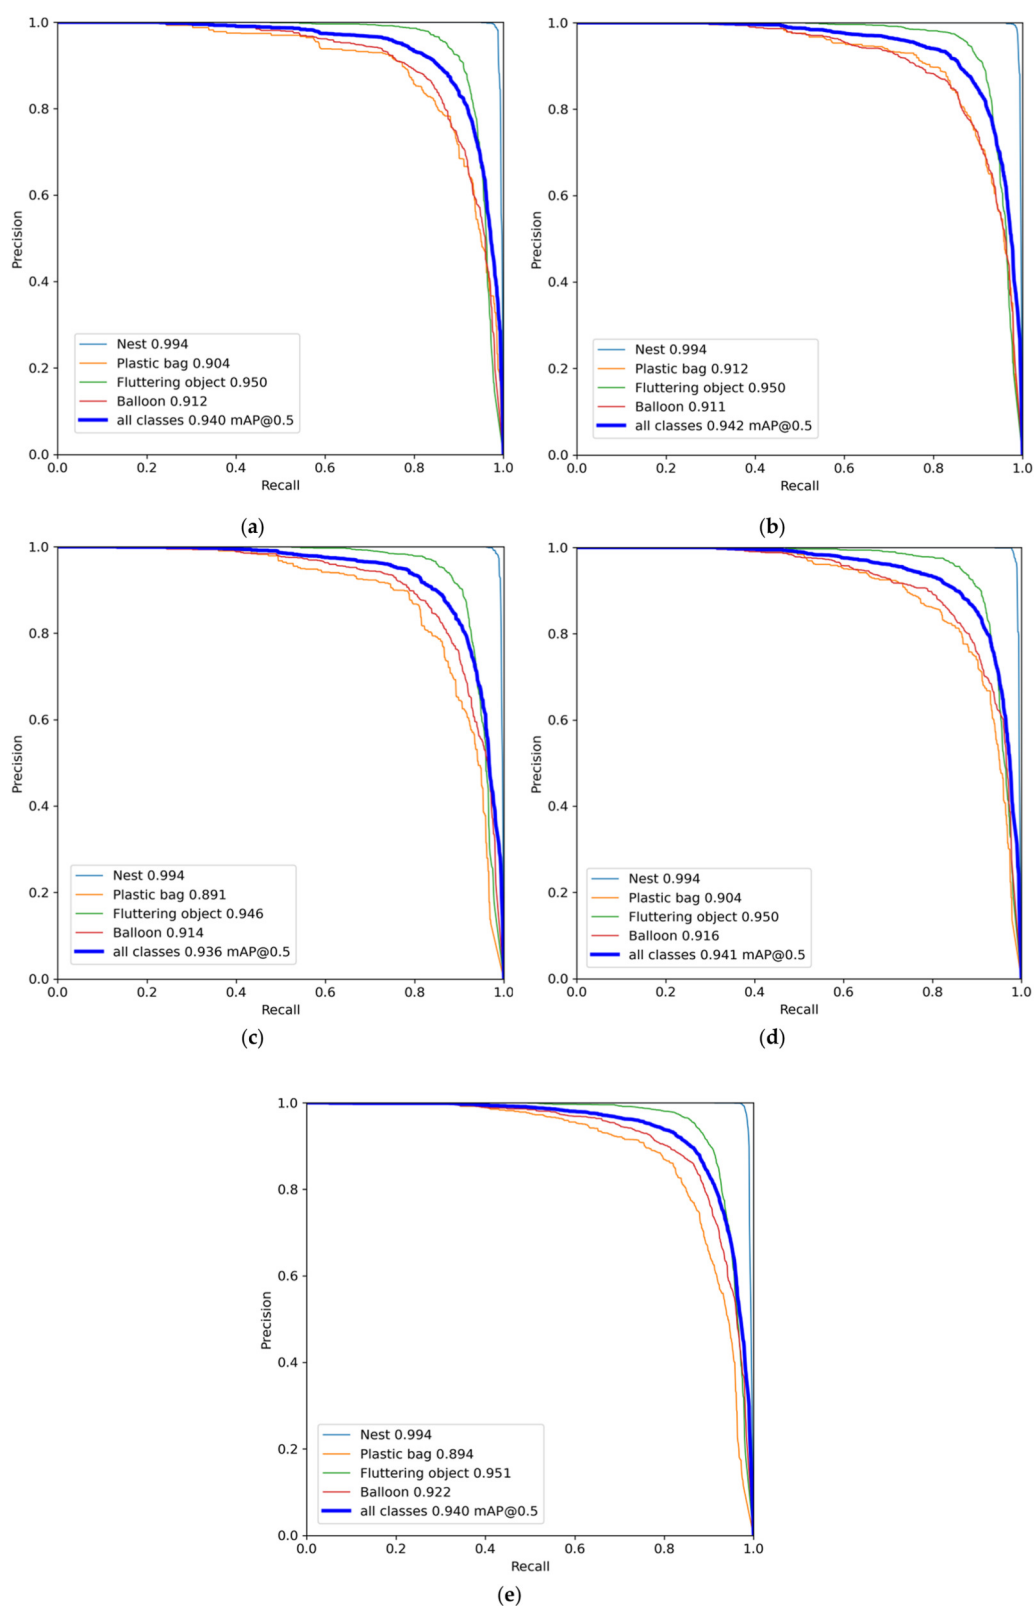 1.0
0.8
0.6
0.4
0.2
0.0
Precision
Nest 0.994
Plastic bag 0.904
Fluttering object 0.950
Balloon 0.912
all classes 0.940 mAP@0.5
0.0 0.2 0.4 0.6 0.8 1.0
Recall
(a)
1.0
0.8
0.6
0.4
0.2
0.0
Precision
Nest 0.994
Plastic bag 0.912
Fluttering object 0.950
Balloon 0.911
all classes 0.942 mAP@0.5
0.0 0.2 0.4 0.6 0.8 1.0
Recall
(b)
1.0
0.8
0.6
0.4
0.2
0.0
Precision
Nest 0.994
Plastic bag 0.891
Fluttering object 0.946
Balloon 0.914
all classes 0.936 mAP@0.5
0.0 0.2 0.4 0.6 0.8 1.0
Recall
(c)
1.0
0.8
0.6
0.4
0.2
0.0
Precision
Nest 0.994
Plastic bag 0.904
Fluttering object 0.950
Balloon 0.916
all classes 0.941 mAP@0.5
0.0 0.2 0.4 0.6 0.8 1.0
Recall
(d)
1.0
0.8
0.6
0.4
0.2
0.0
Precision
Nest 0.994
Plastic bag 0.894
Fluttering object 0.951
Balloon 0.922
all classes 0.940 mAP@0.5
0.0 0.2 0.4 0.6 0.8 1.0
Recall
(e)